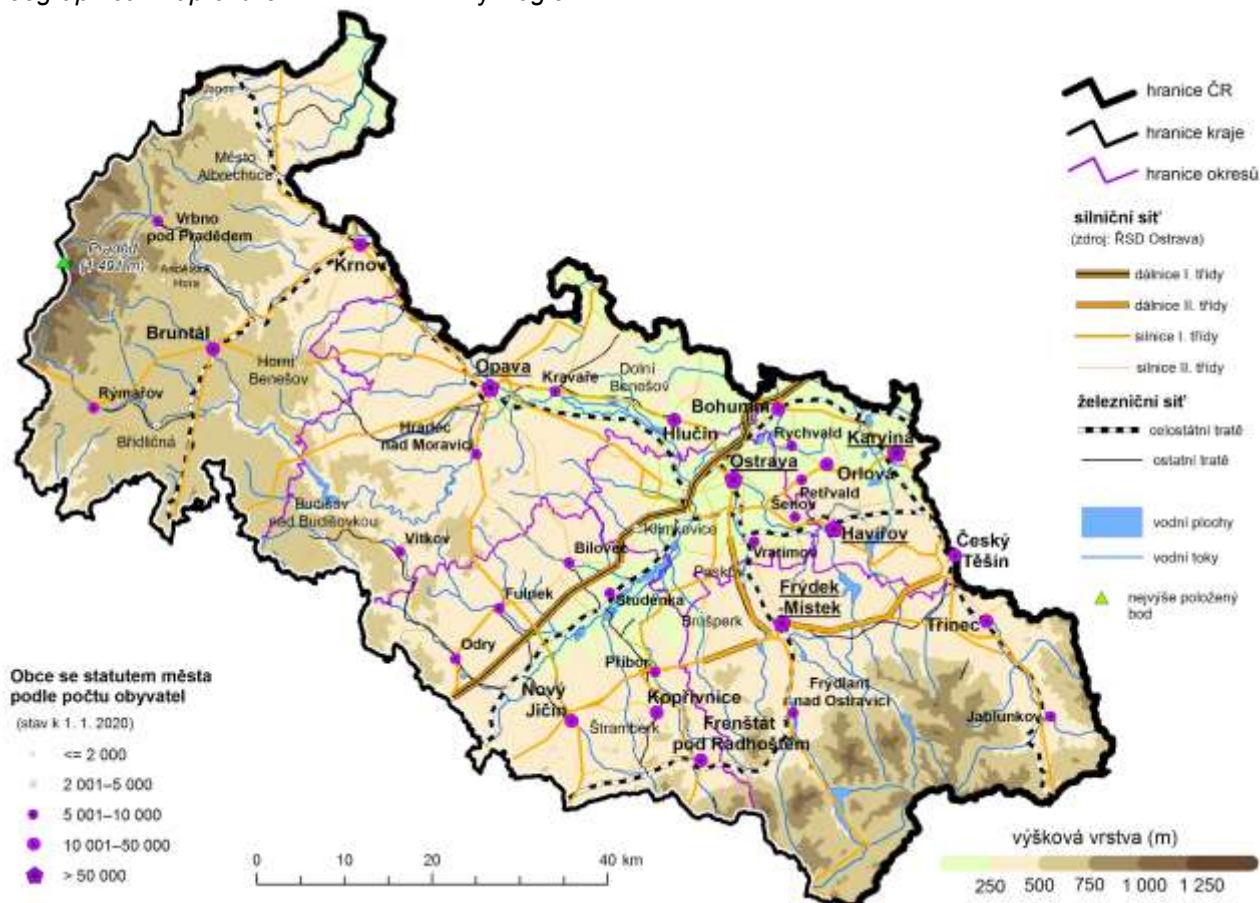 Město
Albrechtice
Vrbno
pod Pradědem
Praděd
(1 491 m)
Hora
Krnov
Bruntál
Horní
Benešov
Rýmařov
Břidličná
Opava
Kravaře
Dolní
Benešov
Hlučín
Bohumín
Rychvald
Karviná
Ostrava
Orlová
Petřvald
Šenov
Havířov
Hradec
nad Moravicí
Klimkovice
Budišov
nad Budišovkou
Vítkov
Bílovec
Vratimov
Český
Těšín
Paskov
Fulnek
Studénka
Frýdek
-Místek
Brušperk
Třinec
Odry
Příbor
Nový
Jičín
Kopřivnice
Frýdlant
nad Ostravicí
Štramberk
Frenštát
pod Radhoštěm
Jablunkov
hranice ČR
hranice kraje
hranice okresů
silniční síť
(zdroj: ŘSD Ostrava)
dálnice I. třídy
dálnice II. třídy
silnice I. třídy
silnice II. třídy
železniční síť
celostátní tratě
ostatní tratě
vodní plochy
vodní toky
nejvýše položený
bod
Obce se statutem města
podle počtu obyvatel
(stav k 1. 1. 2020)
<= 2 000
2 001–5 000
5 001–10 000
10 001–50 000
> 50 000
0 10 20 40 km
výšková vrstva (m)
250 500 750 1 000 1 250